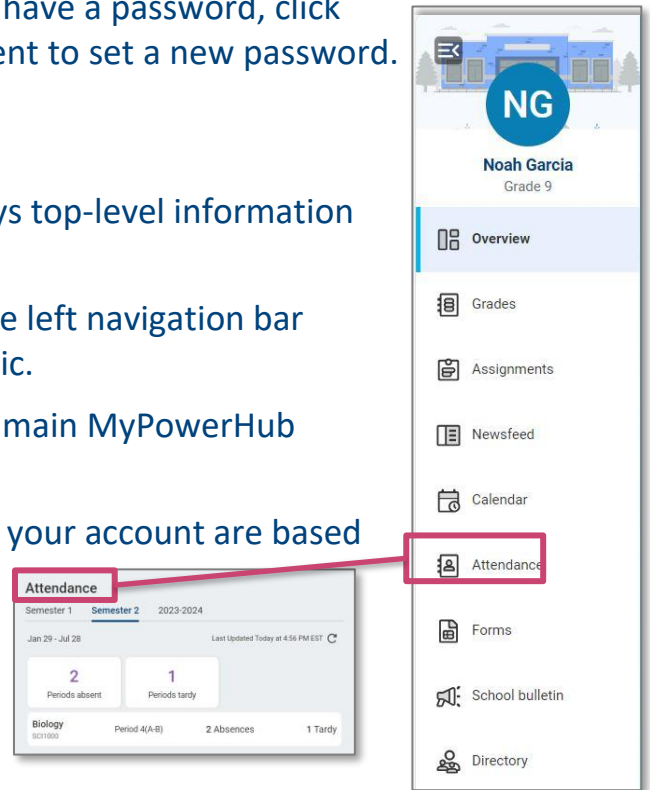 have a password, click
ent to set a new password.
ys top-level information
e left navigation bar
ic.
main MyPowerHub
your account are based
Attendance
Semester 1 Semester 2 2023-2024
Jan 29 - Jul 28 Last Updated Today at 4:56 PM EST
2 1
Periods absent Periods tardy
Biology Period 4(A-B) 2 Absences 1 Tardy
SCI1000
NG
Noah Garcia
Grade 9
Overview
Grades
Assignments
Newsfeed
Calendar
Attendance
Forms
School bulletin
Directory